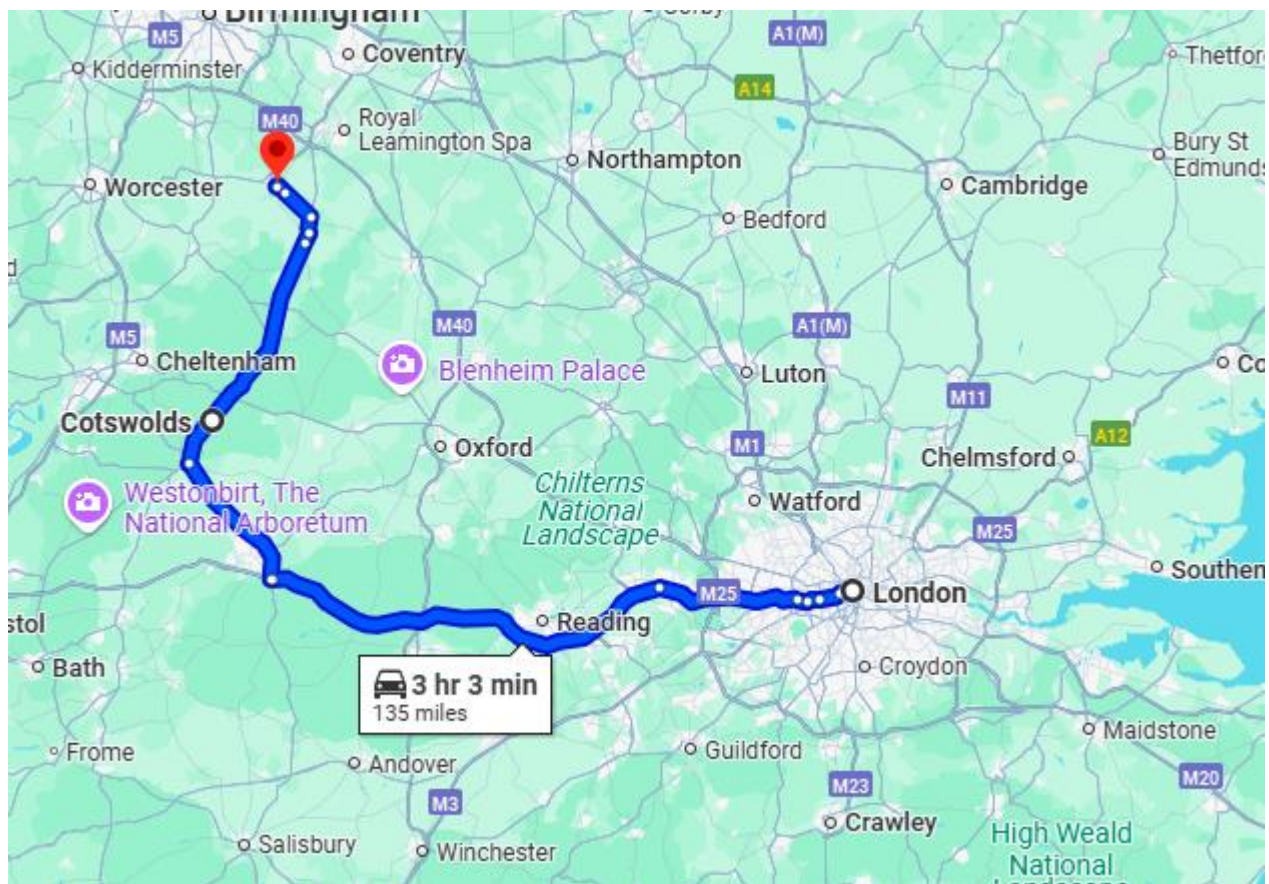 Birmingham
Corby
A1(M)
M5
Coventry
Kidderminster
Thetford
A14
M40
Royal
Leamington Spa
Northampton
Bury St
Edmunds
Worcester
Cambridge
Bedford
M5
M40
A1(M)
Cheltenham
Blenheim Palace
Luton
M11
Cotswolds
Oxford
M1
A12
Chelmsford
Chilterns
National
Landscape
Watford
Westonbirt, The
National Arboretum
M25
M25
London
Reading
Bath
3 hr 3 min
135 miles
Croydon
Maidstone
Frome
Guildford
Andover
M20
M3
M23
Crawley
Salisbury
Winchester
High Weald
National